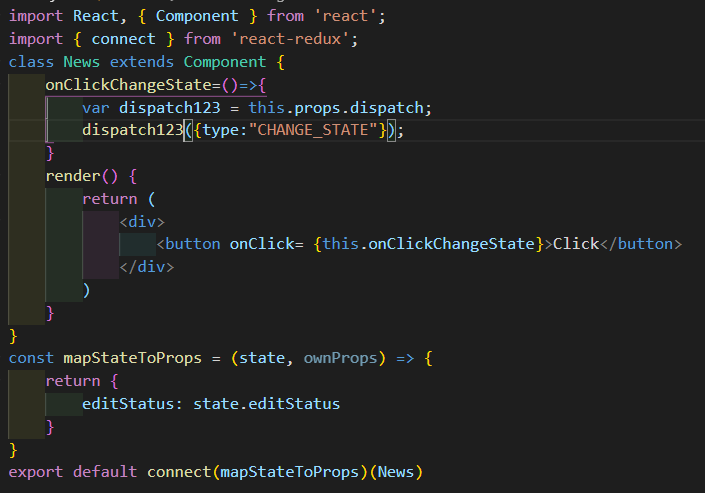 import React, { Component } from 'react';
import { connect } from 'react-redux';
class News extends Component {
    onClickChangeState=()=>{
        var dispatch123 = this.props.dispatch;
        dispatch123({type:"CHANGE_STATE"});
    }
    render() {
        return (
            <div>
                <button onClick= {this.onClickChangeState}>Click</button>
            </div>
        )
    }
}
const mapStateToProps = (state, ownProps) => {
    return {
        editStatus: state.editStatus
    }
}
export default connect(mapStateToProps)(News)